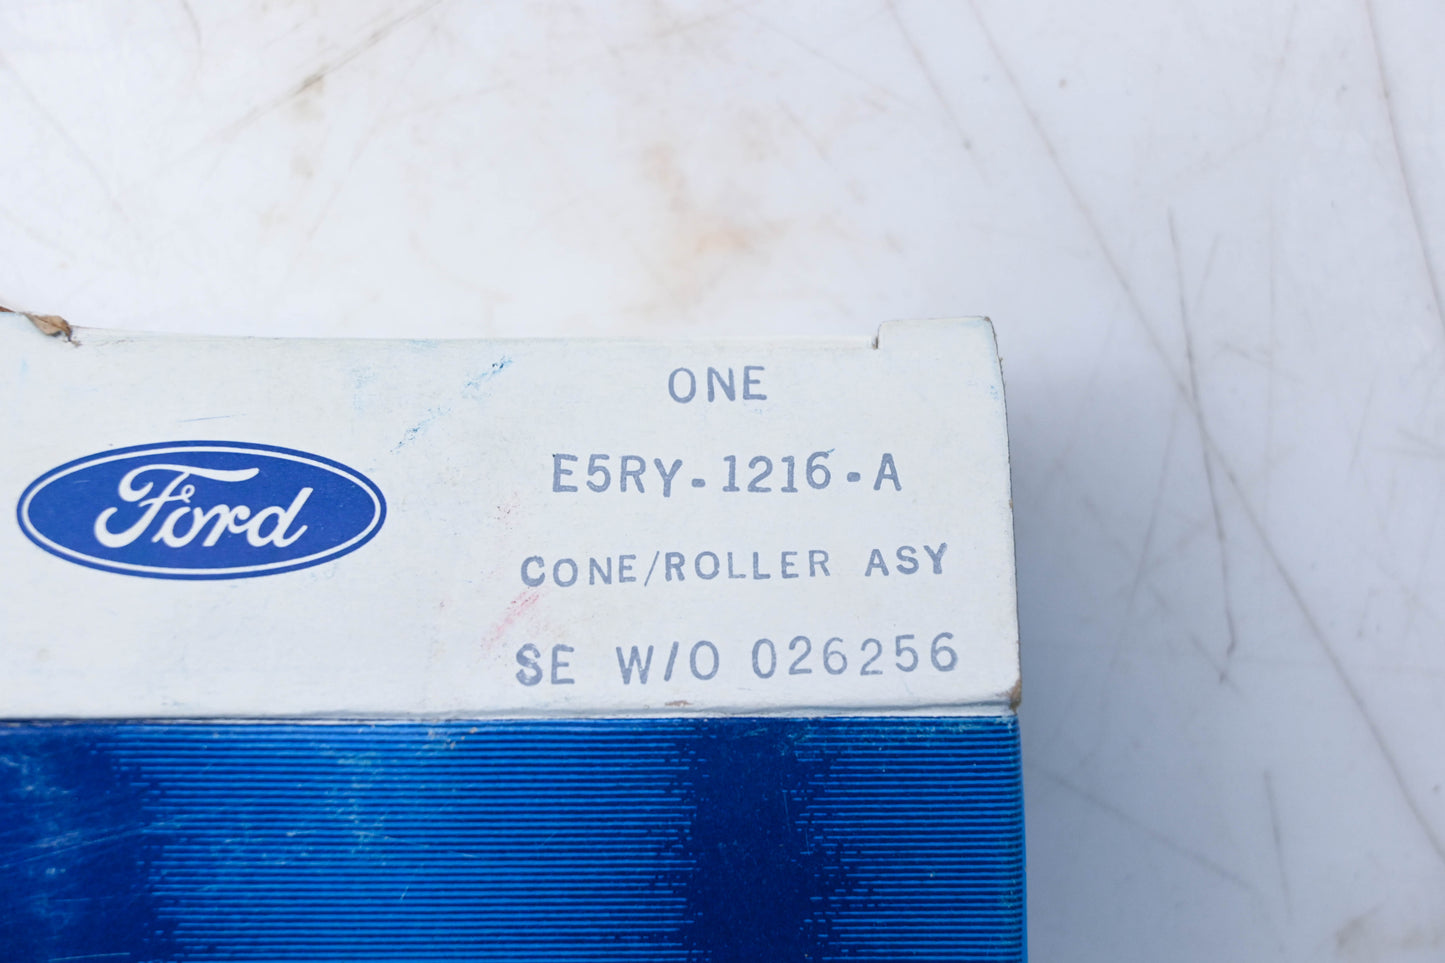 Ford
ONE
E5RY-1216-A
CONE/ROLLER ASY
SE W/O 026256